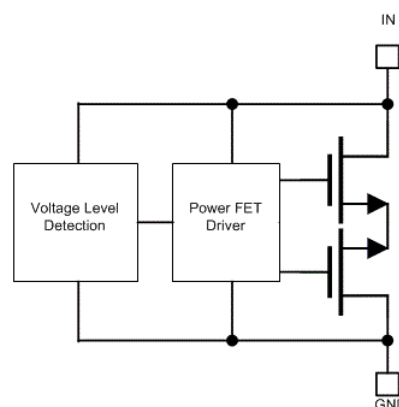 IN
Voltage Level
Detection
Power FET
Driver
GND